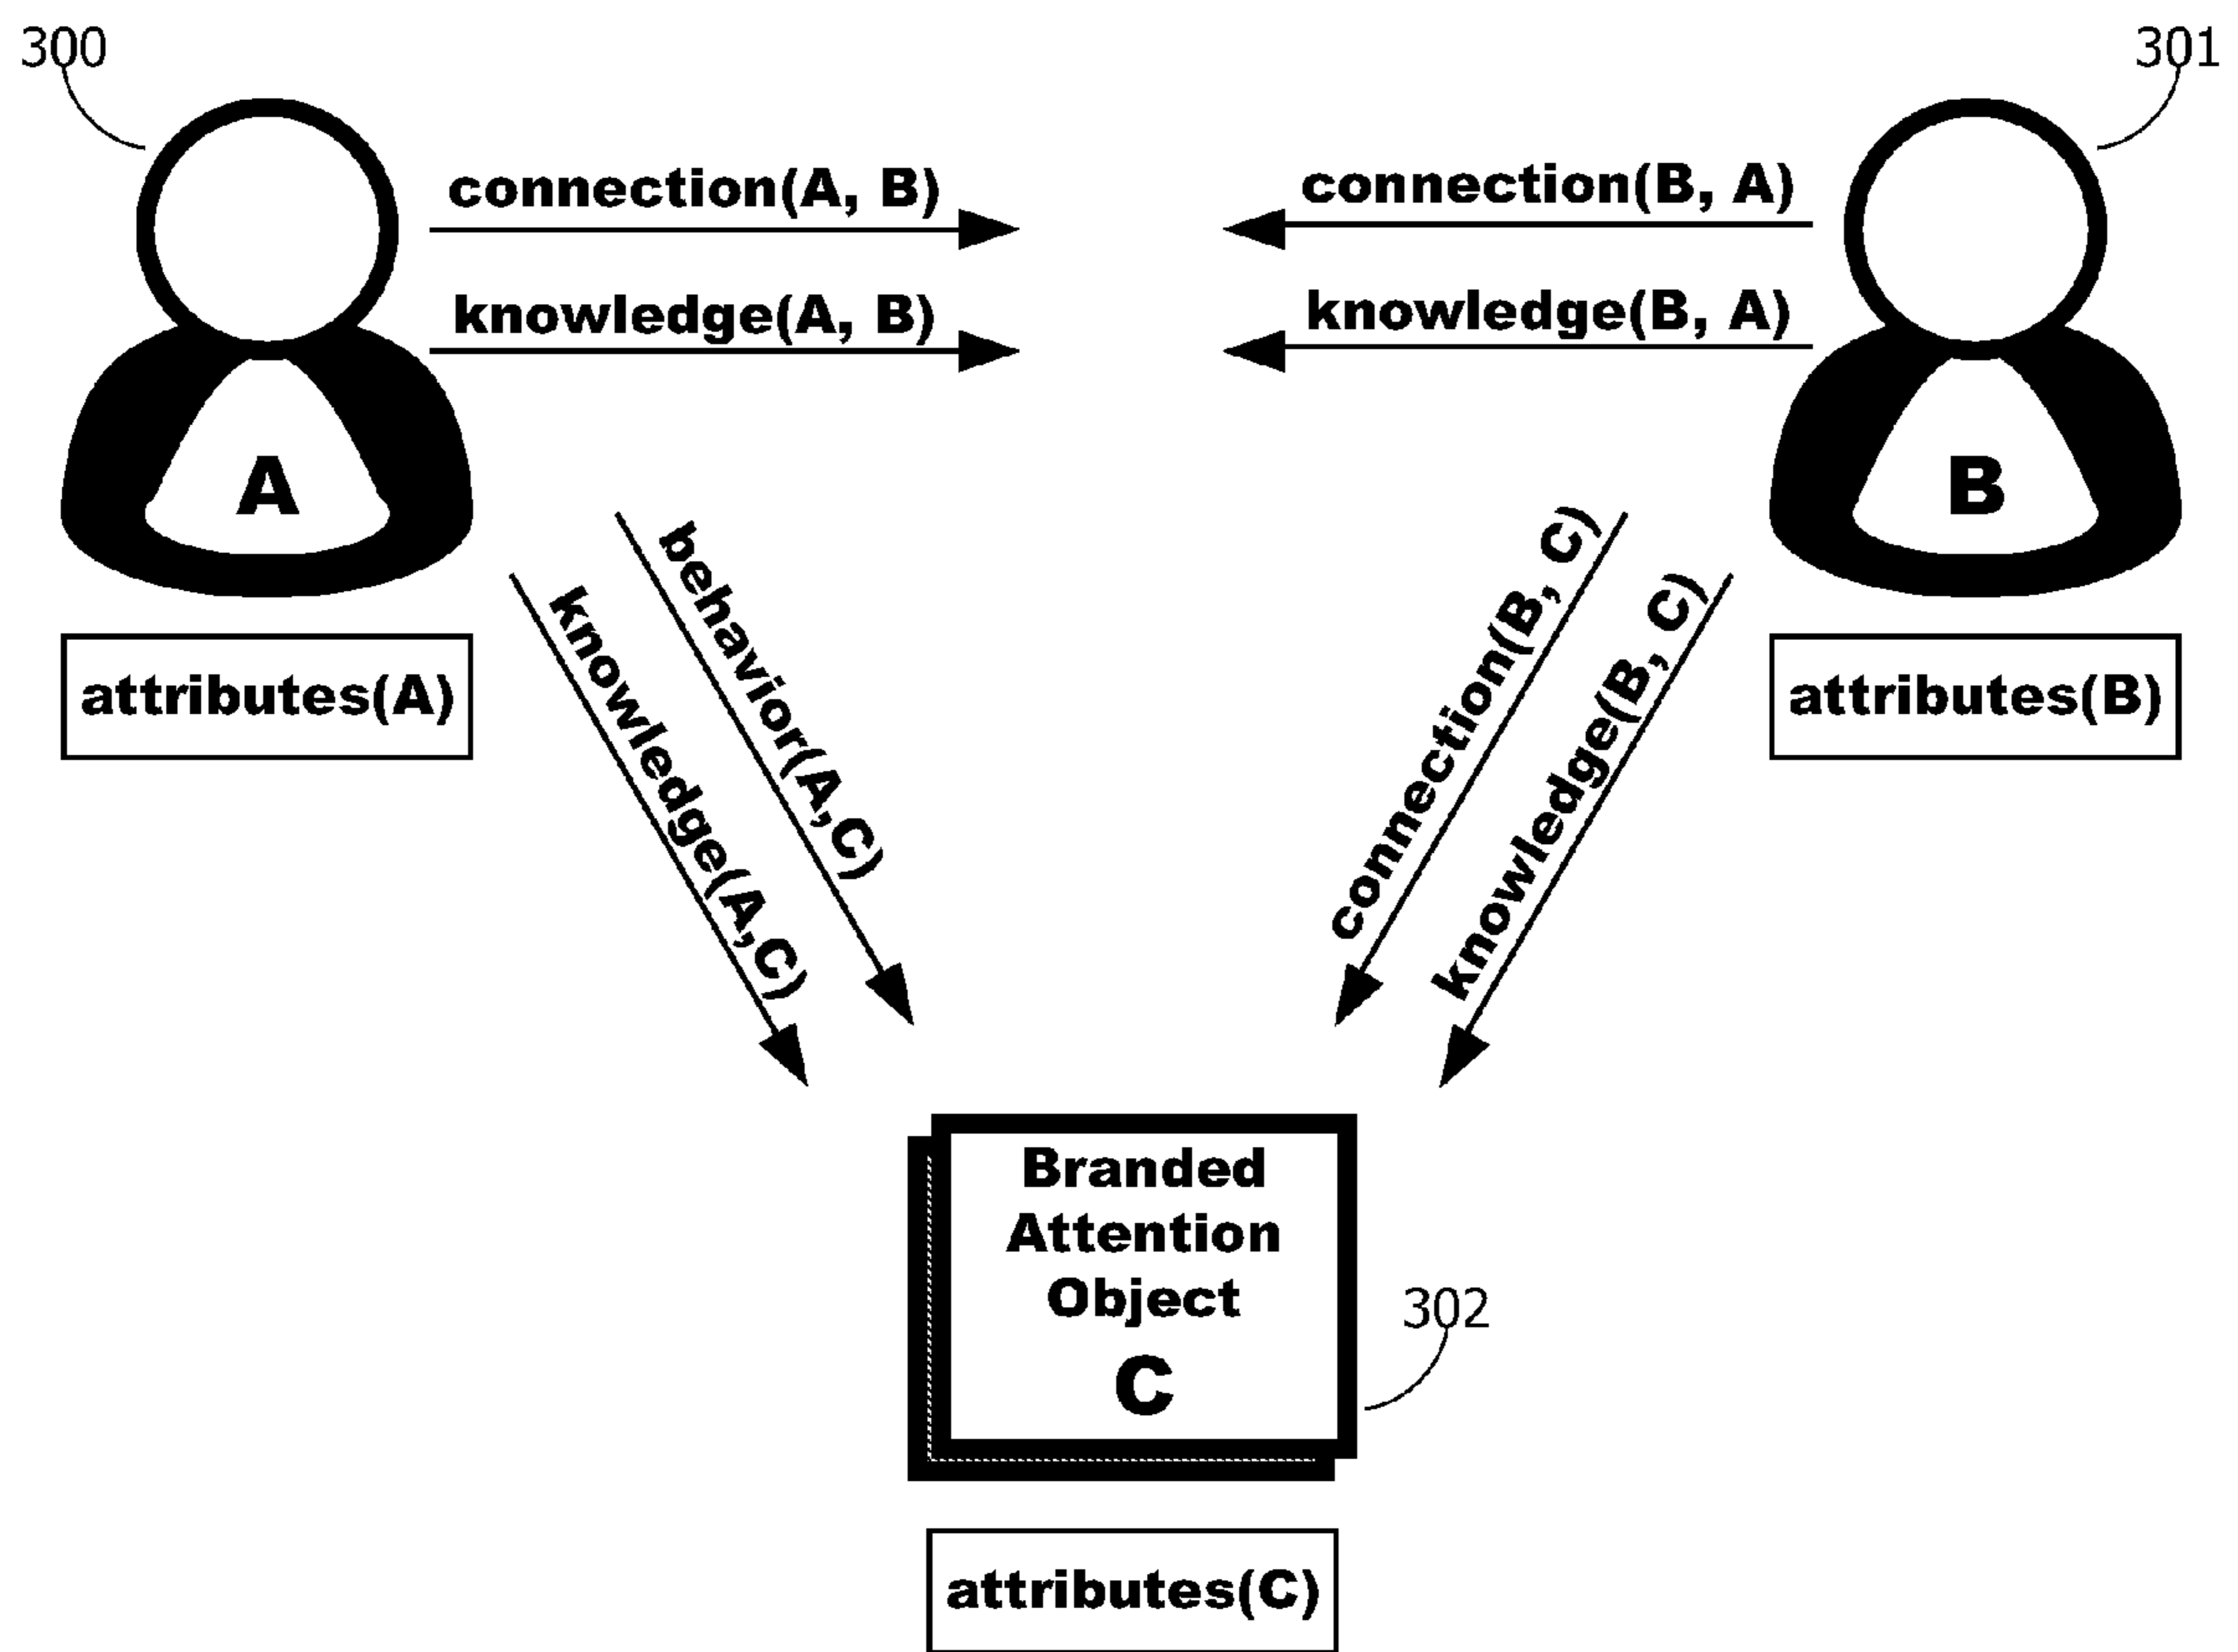 300
301
connection(A, B)
connection(B, A)
knowledge(A, B)
knowledge(B, A)
A
B
attributes(A)
behavior(A,C)
knowledge(A,C)
connection(B, C)
knowledge(B, C)
attributes(B)
Branded
Attention
Object
C
302
attributes(C)